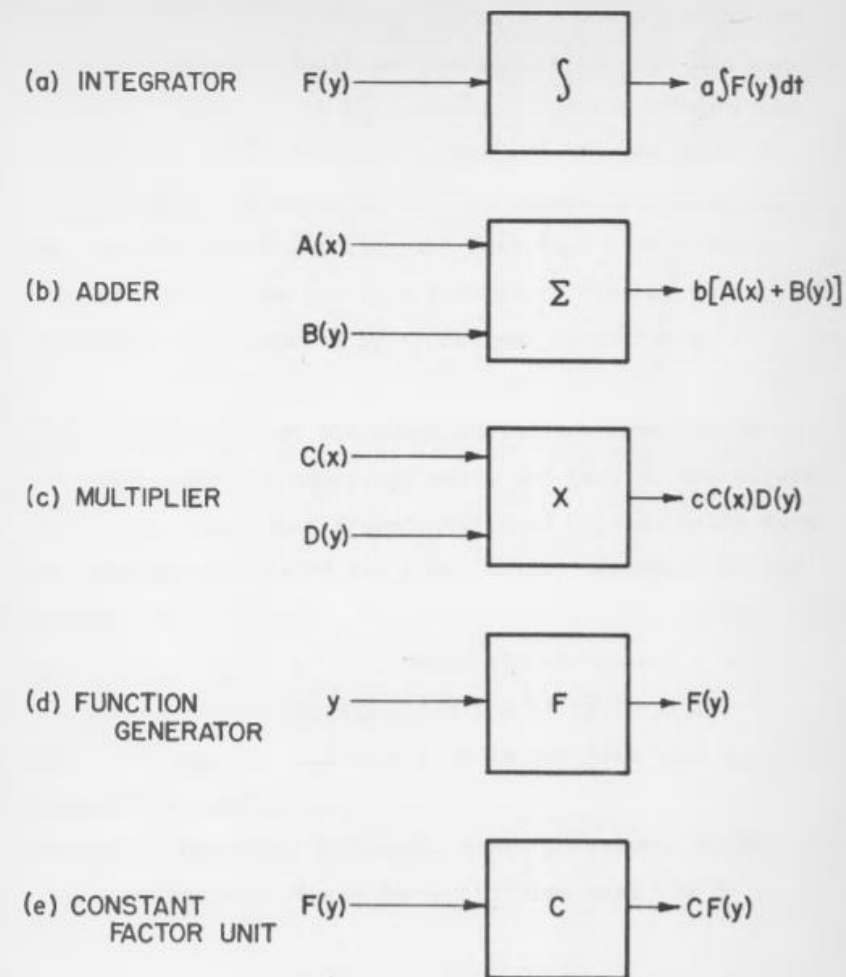 (a) INTEGRATOR F(y) ∫ a∫F(y)dt
A(x)
(b) ADDER Σ b[A(x) + B(y)]
B(y)
C(x)
(c) MULTIPLIER X cC(x)D(y)
D(y)
(d) FUNCTION y F F(y)
GENERATOR
(e) CONSTANT F(y) C CF(y)
FACTOR UNIT